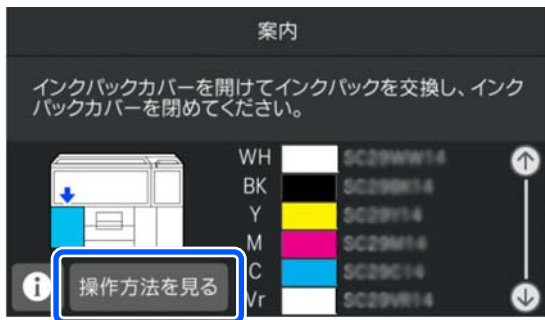 案内
インクパックカバーを開けてインクパックを交換し、インク
パックカバーを閉めてください。
WH
BK
Y
M
C
Vr
操作方法を見る